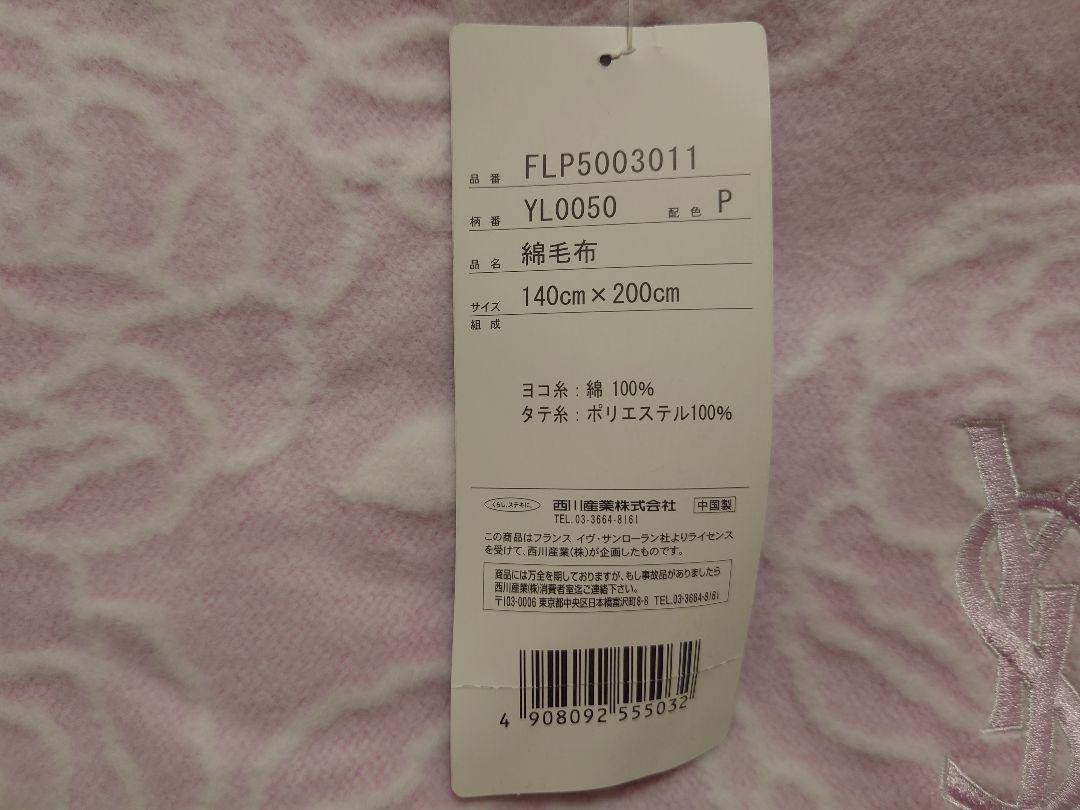 品番 FLP5003011
柄番 YL0050 配色 P
品名 綿毛布
サイズ 140cm×200cm
組成
ヨコ糸：綿 100%
タテ糸：ポリエステル100%
くらし、ステキに。 西川産業株式会社 中国製
TEL.03-3664-8161
この商品はフランス イヴ・サンローラン社よりライセンス
を受けて、西川産業(株)が企画したものです。
商品には万全を期しておりますが、もし事故品がありましたら
西川産業(株)消費者室迄ご連絡下さい。
〒103-0006 東京都中央区日本橋富沢町8-8 TEL.03-3664-8161
4 908092 555032
YSL